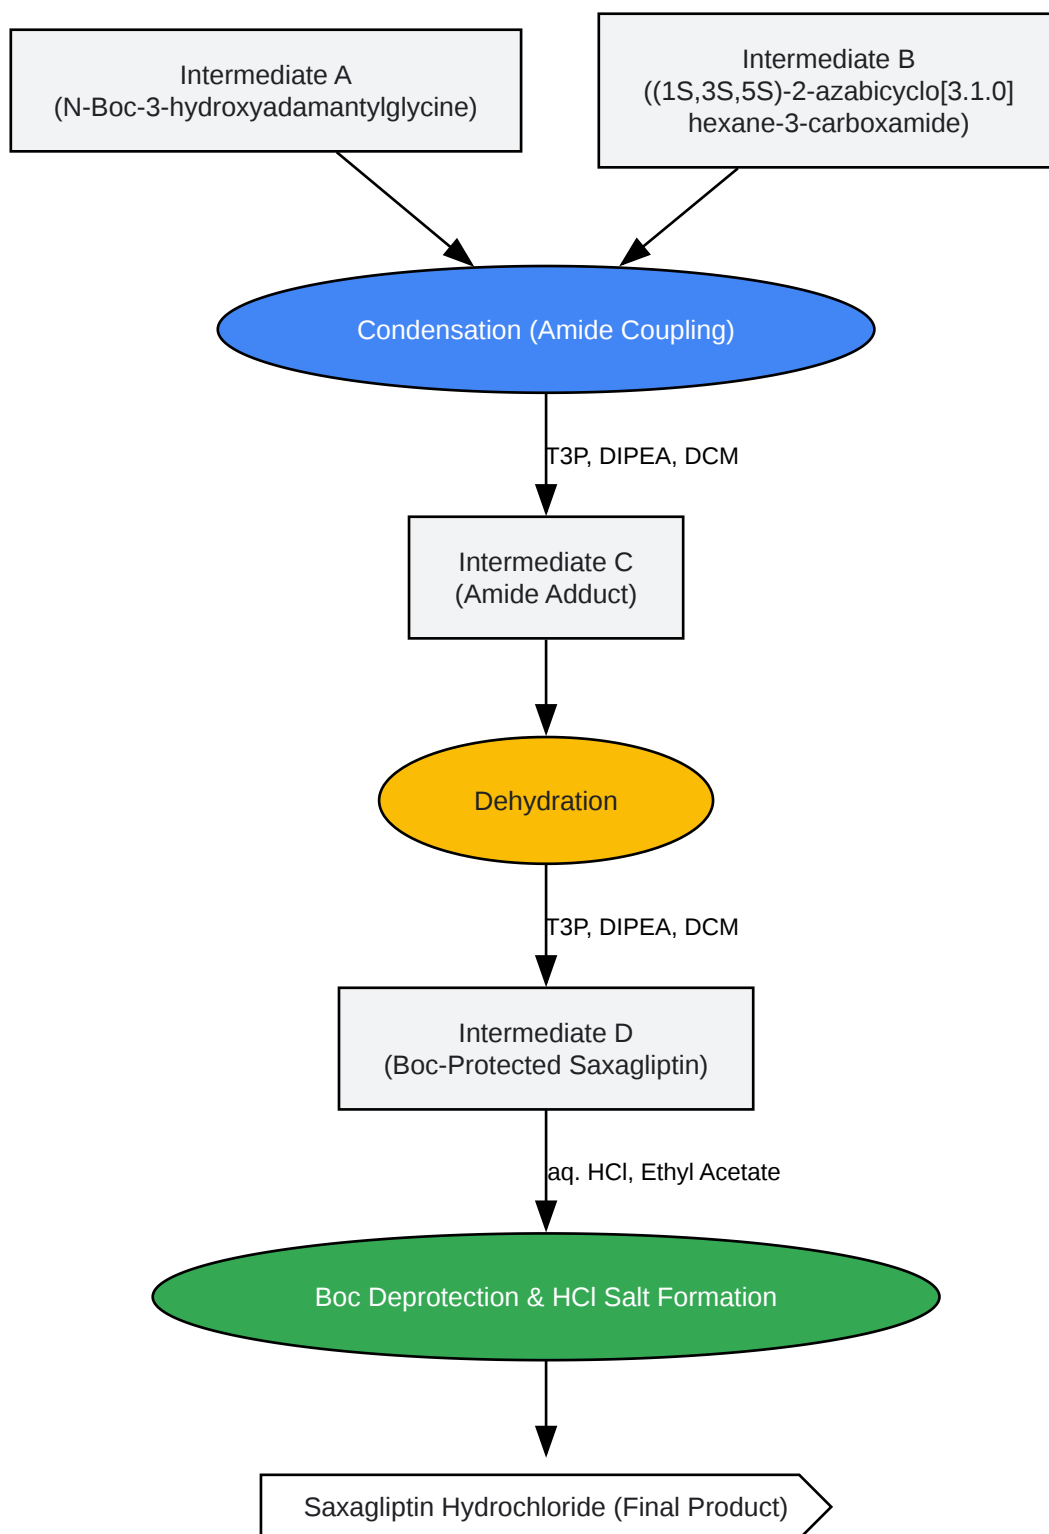 Intermediate A
(N-Boc-3-hydroxyadamantylglycine)
Intermediate B
((1S,3S,5S)-2-azabicyclo[3.1.0]
hexane-3-carboxamide)
Condensation (Amide Coupling)
T3P, DIPEA, DCM
Intermediate C
(Amide Adduct)
Dehydration
T3P, DIPEA, DCM
Intermediate D
(Boc-Protected Saxagliptin)
aq. HCl, Ethyl Acetate
Boc Deprotection & HCl Salt Formation
Saxagliptin Hydrochloride (Final Product)